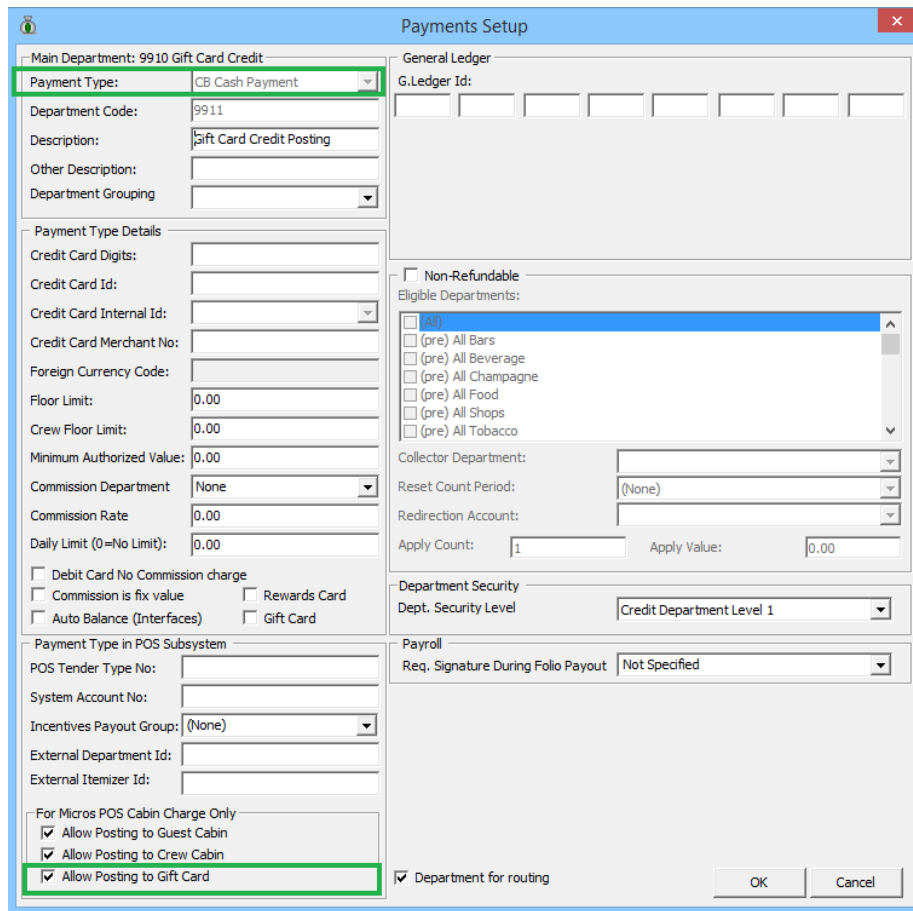 Payments Setup
Main Department: 9910 Gift Card Credit
Payment Type: CB Cash Payment
Department Code: 9911
Description: Gift Card Credit Posting
Other Description:
Department Grouping
Payment Type Details
Credit Card Digits:
Credit Card Id:
Credit Card Internal Id:
Credit Card Merchant No:
Foreign Currency Code:
Floor Limit: 0.00
Crew Floor Limit: 0.00
Minimum Authorized Value: 0.00
Commission Department None
Commission Rate 0.00
Daily Limit (0=No Limit): 0.00
Debit Card No Commission charge
Commission is fix value Rewards Card
Auto Balance (Interfaces) Gift Card
Payment Type in POS Subsystem
POS Tender Type No:
System Account No:
Incentives Payout Group: (None)
External Department Id:
External Itemizer Id:
For Micros POS Cabin Charge Only
Allow Posting to Guest Cabin
Allow Posting to Crew Cabin
Allow Posting to Gift Card
General Ledger
G.Ledger Id:
Non-Refundable
Eligible Departments:
(All)
(pre) All Bars
(pre) All Beverage
(pre) All Champagne
(pre) All Food
(pre) All Shops
(pre) All Tobacco
Collector Department:
Reset Count Period: (None)
Redirection Account:
Apply Count: 1 Apply Value: 0.00
Department Security
Dept. Security Level Credit Department Level 1
Payroll
Req. Signature During Folio Payout Not Specified
Department for routing
OK Cancel